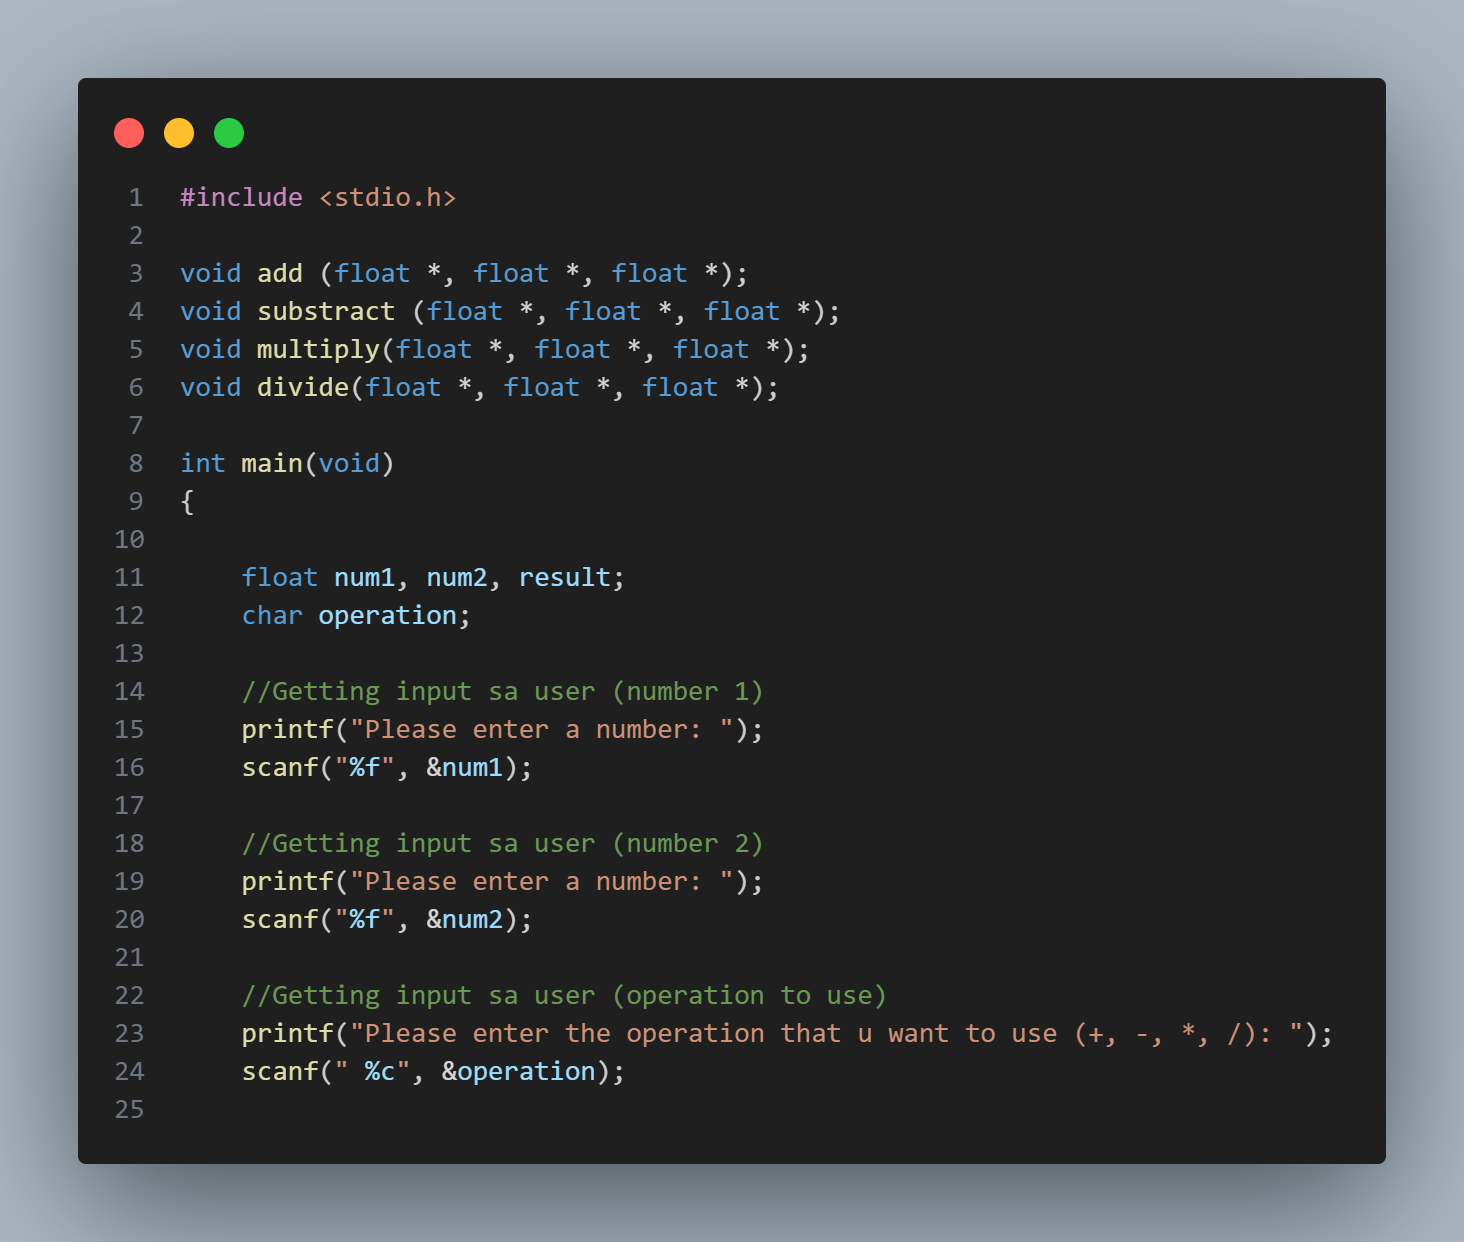 1 #include <stdio.h>
2
3 void add (float *, float *, float *);
4 void substract (float *, float *, float *);
5 void multiply(float *, float *, float *);
6 void divide(float *, float *, float *);
7
8 int main(void)
9 {
10
11     float num1, num2, result;
12     char operation;
13
14     //Getting input sa user (number 1)
15     printf("Please enter a number: ");
16     scanf("%f", &num1);
17
18     //Getting input sa user (number 2)
19     printf("Please enter a number: ");
20     scanf("%f", &num2);
21
22     //Getting input sa user (operation to use)
23     printf("Please enter the operation that u want to use (+, -, *, /): ");
24     scanf(" %c", &operation);
25